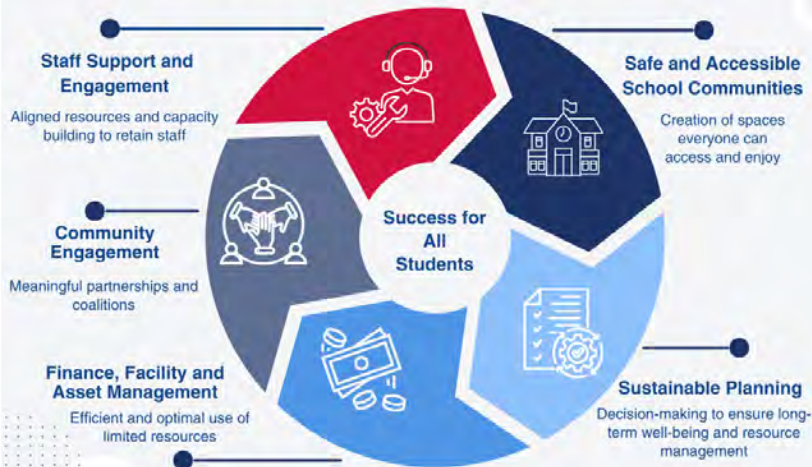 Staff Support and
Engagement
Aligned resources and capacity
building to retain staff
Safe and Accessible
School Communities
Creation of spaces
everyone can
access and enjoy
Success for
All
Students
Community
Engagement
Meaningful partnerships and
coalitions
Finance, Facility and
Asset Management
Efficient and optimal use of
limited resources
Sustainable Planning
Decision-making to ensure long-
term well-being and resource
management